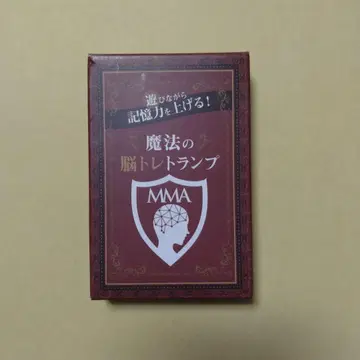 遊びながら
記憶力を上げる!
魔法の
脳トレトランプ
MMA